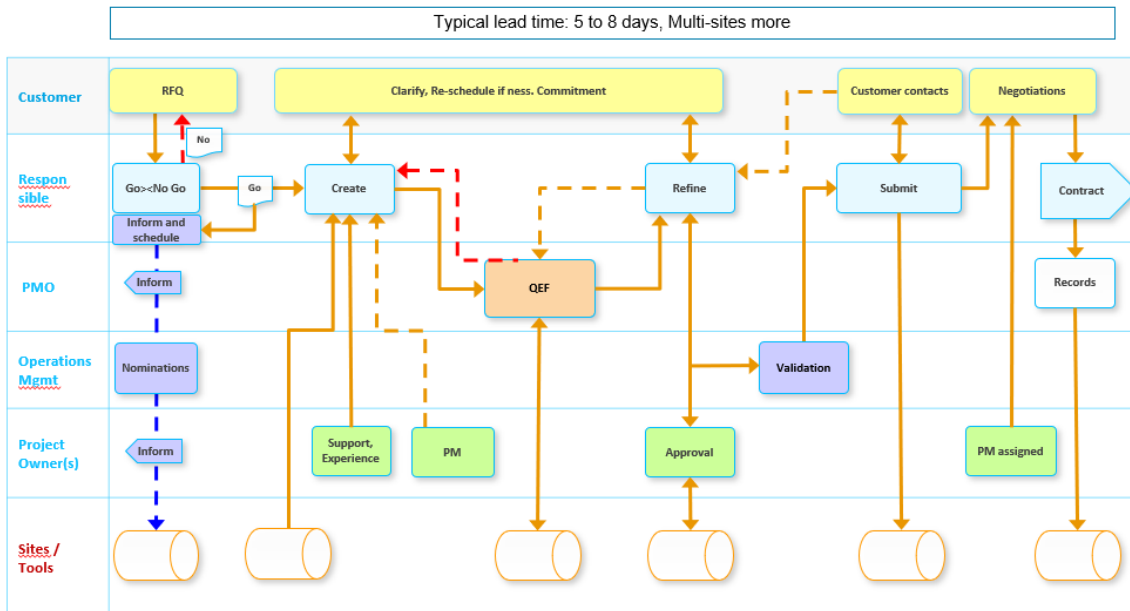 Typical lead time: 5 to 8 days, Multi-sites more
Customer
RFQ
Clarify, Re-schedule if ness. Commitment
Customer contacts
Negotiations
No
Respon
sible
Go><No Go
Go
Create
Refine
Submit
Contract
Inform and
schedule
PMO
Inform
QEF
Records
Operations
Mgmt
Nominations
Validation
Project
Owner(s)
Inform
Support,
Experience
PM
Approval
PM assigned
Sites /
Tools